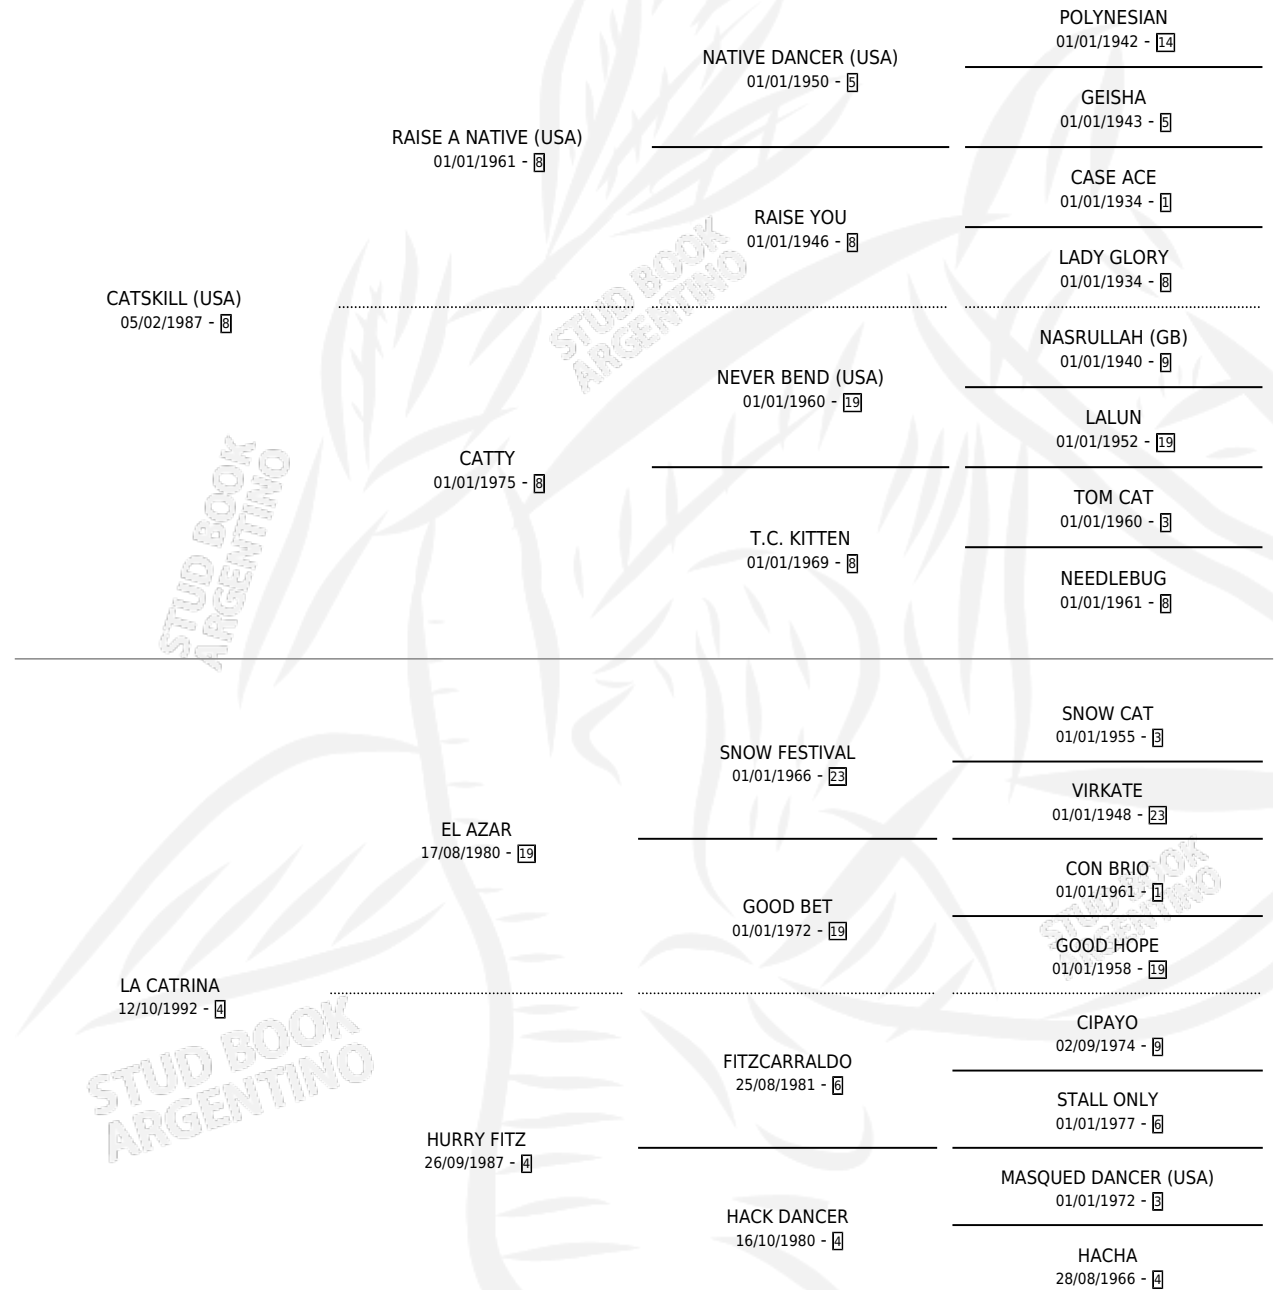 POLYNESIAN
01/01/1942 - 14
NATIVE DANCER (USA)
01/01/1950 - 5
GEISHA
01/01/1943 - 5
RAISE A NATIVE (USA)
01/01/1961 - 8
CASE ACE
01/01/1934 - 1
RAISE YOU
01/01/1946 - 8
LADY GLORY
01/01/1934 - 8
CATSKILL (USA)
05/02/1987 - 8
NASRULLAH (GB)
01/01/1940 - 9
NEVER BEND (USA)
01/01/1960 - 19
LALUN
01/01/1952 - 19
CATTY
01/01/1975 - 8
TOM CAT
01/01/1960 - 3
T.C. KITTEN
01/01/1969 - 8
NEEDLEBUG
01/01/1961 - 8
STUD BOOK
ARGENTINO
STUD BOOK
ARGENTINO
SNOW CAT
01/01/1955 - 3
SNOW FESTIVAL
01/01/1966 - 23
VIRKATE
01/01/1948 - 23
EL AZAR
17/08/1980 - 19
CON BRIO
01/01/1961 - 1
GOOD BET
01/01/1972 - 19
GOOD HOPE
01/01/1958 - 19
LA CATRINA
12/10/1992 - 4
CIPAYO
02/09/1974 - 9
FITZCARRALDO
25/08/1981 - 6
STALL ONLY
01/01/1977 - 6
HURRY FITZ
26/09/1987 - 4
MASQUED DANCER (USA)
01/01/1972 - 3
HACK DANCER
16/10/1980 - 4
HACHA
28/08/1966 - 4
STUD BOOK
ARGENTINO
STUD BOOK
ARGENTINO